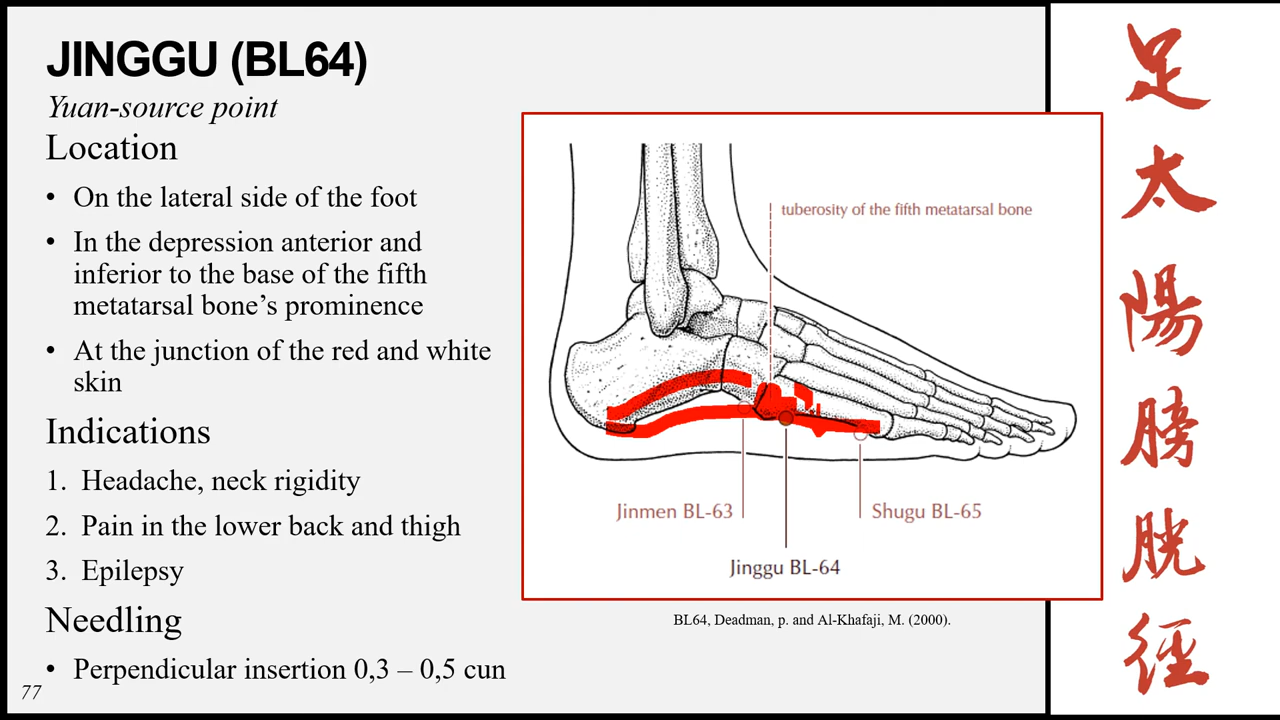 JINGGU (BL64)
Yuan-source point
Location
• On the lateral side of the foot
• In the depression anterior and
inferior to the base of the fifth
metatarsal bone’s prominence
• At the junction of the red and white
skin
Indications
1. Headache, neck rigidity
2. Pain in the lower back and thigh
3. Epilepsy
Needling
• Perpendicular insertion 0,3 – 0,5 cun
77
tuberosity of the fifth metatarsal bone
Jinmen BL-63
Shugu BL-65
Jinggu BL-64
BL64, Deadman, p. and Al-Khafaji, M. (2000).
足
太
陽
膀
胱
徑